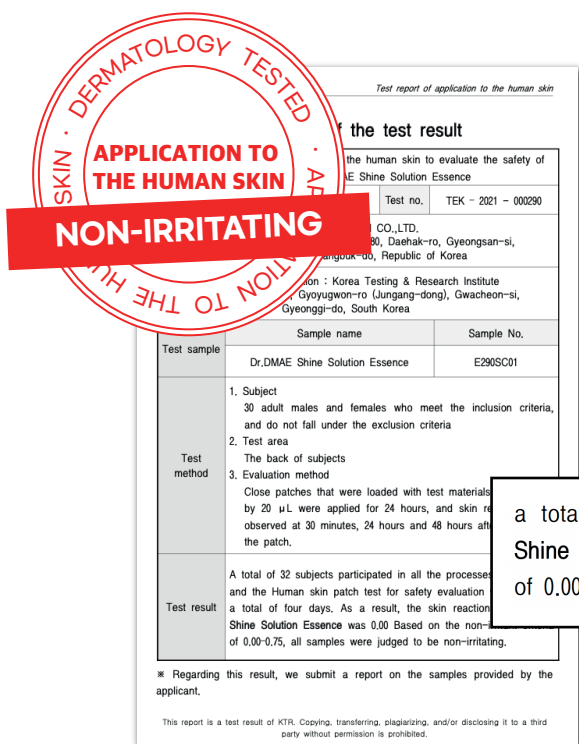 Test report of application to the human skin
DERMATOLOGY TESTED · APPLICATION TO THE HUMAN SKIN ·
APPLICATION TO
THE HUMAN SKIN
NON-IRRITATING
the test result
the human skin to evaluate the safety of
Shine Solution Essence
Test no. TEK - 2021 - 000290
CO.,LTD.
Daehak-ro, Gyeongsan-si,
Republic of Korea
: Korea Testing & Research Institute
Gyoyugwon-ro (Jungang-dong), Gwacheon-si,
Gyeonggi-do, South Korea
Test sample
Sample name Sample No.
Dr.DMAE Shine Solution Essence E290SC01
Test
method
1. Subject
30 adult males and females who meet the inclusion criteria,
and do not fall under the exclusion criteria
2. Test area
The back of subjects
3. Evaluation method
Close patches that were loaded with test materials
by 20 μL were applied for 24 hours, and skin
observed at 30 minutes, 24 hours and 48 hours
the patch.
Test result
A total of 32 subjects participated in all the processes
and the Human skin patch test for safety evaluation
a total of four days. As a result, the skin reaction
Shine Solution Essence was 0.00 Based on the
of 0.00-0.75, all samples were judged to be non-irritating.
a
Shine
of
※ Regarding this result, we submit a report on the samples provided by the
applicant.
This report is a test result of KTR. Copying, transferring, plagiarizing, and/or disclosing it to a third
party without permission is prohibited.